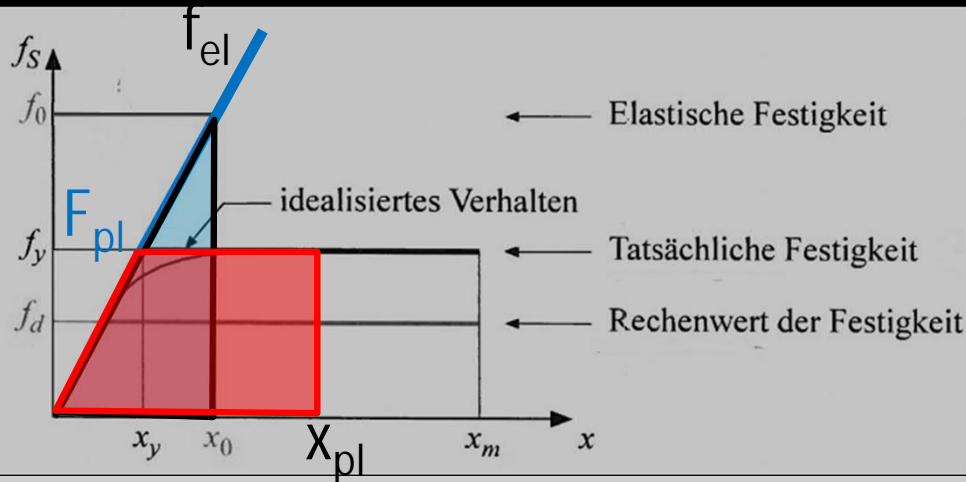 f_el
f_S
f_0
Elastische Festigkeit
F_pl
idealisiertes Verhalten
f_y
Tatsächliche Festigkeit
f_d
Rechenwert der Festigkeit
x_y x_0 x_pl x_m x